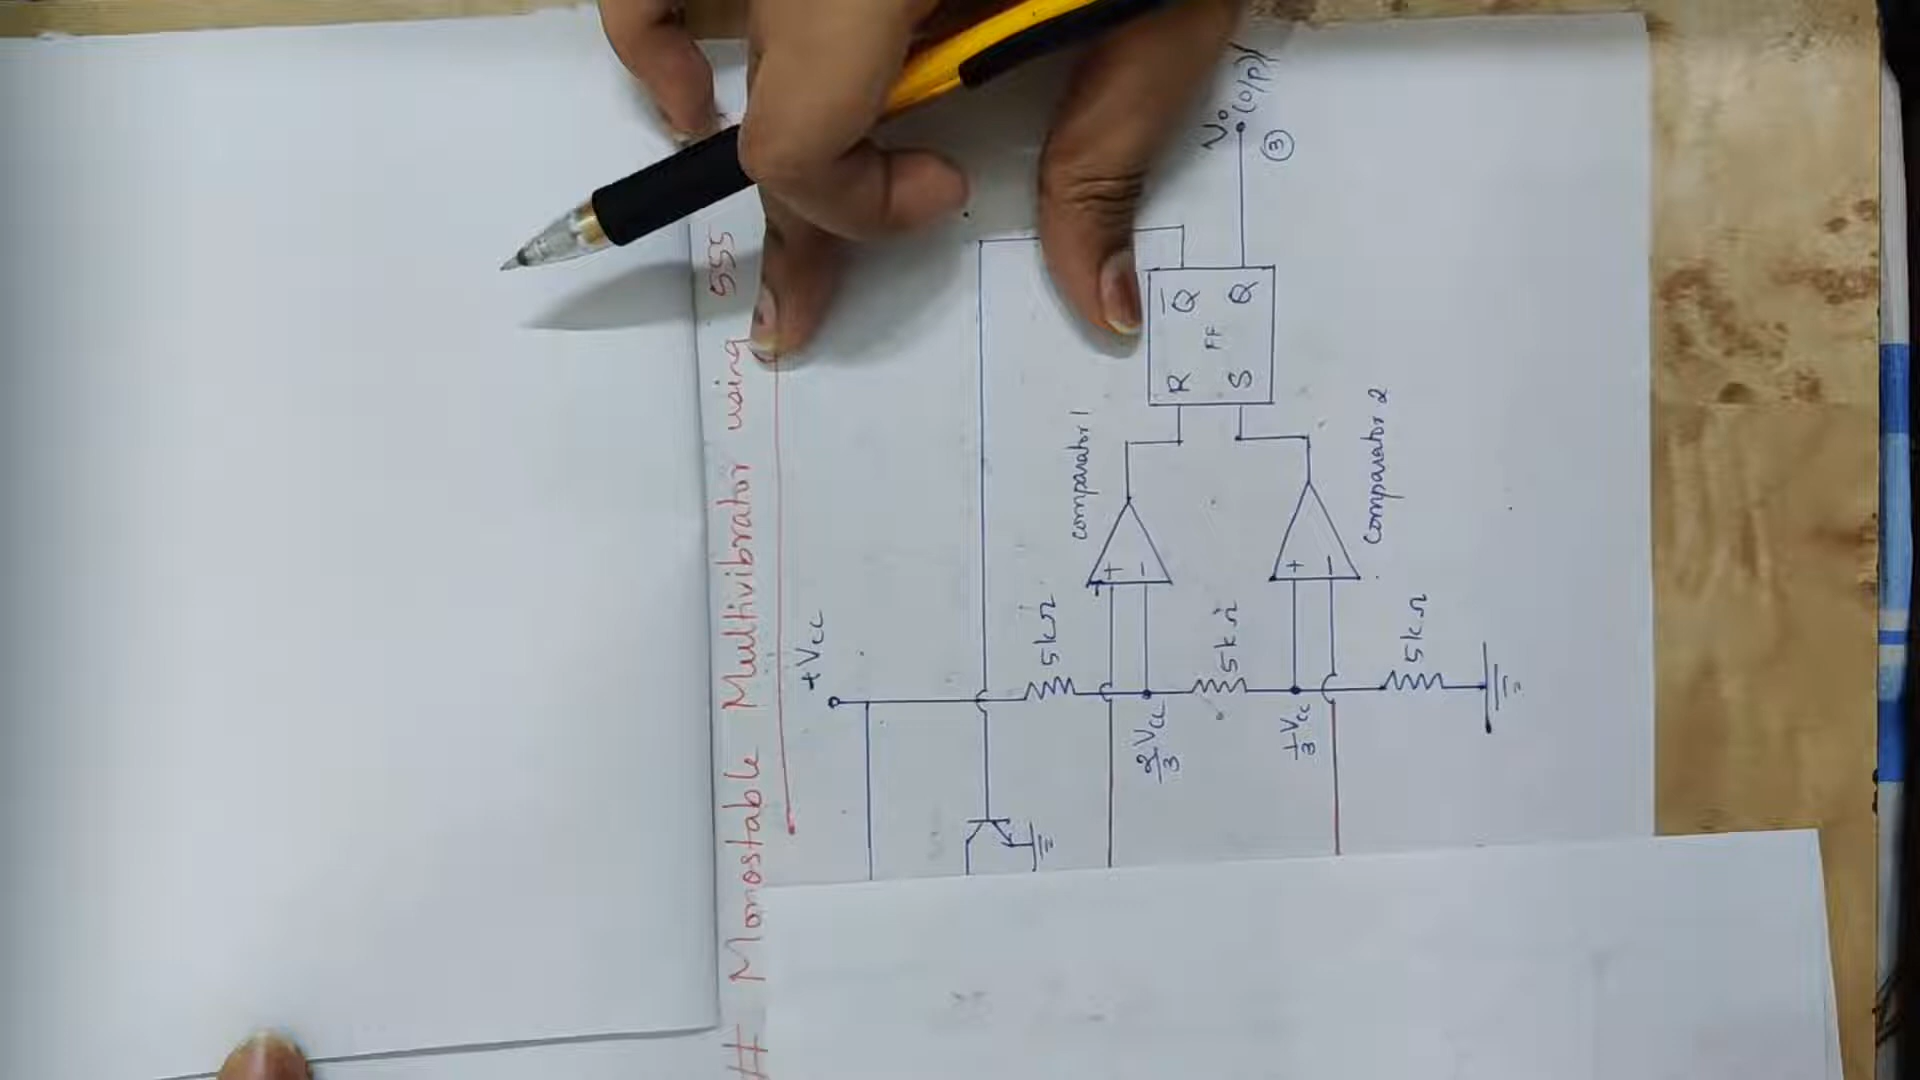 # Monostable Multivibrator using 555
+Vcc
5kΩ
comparator 1
+
-
2/3 Vcc
5kΩ
1/3 Vcc
+
-
comparator 2
5kΩ
R
Q̅
FF
S
Q
Vo (O/P)
3